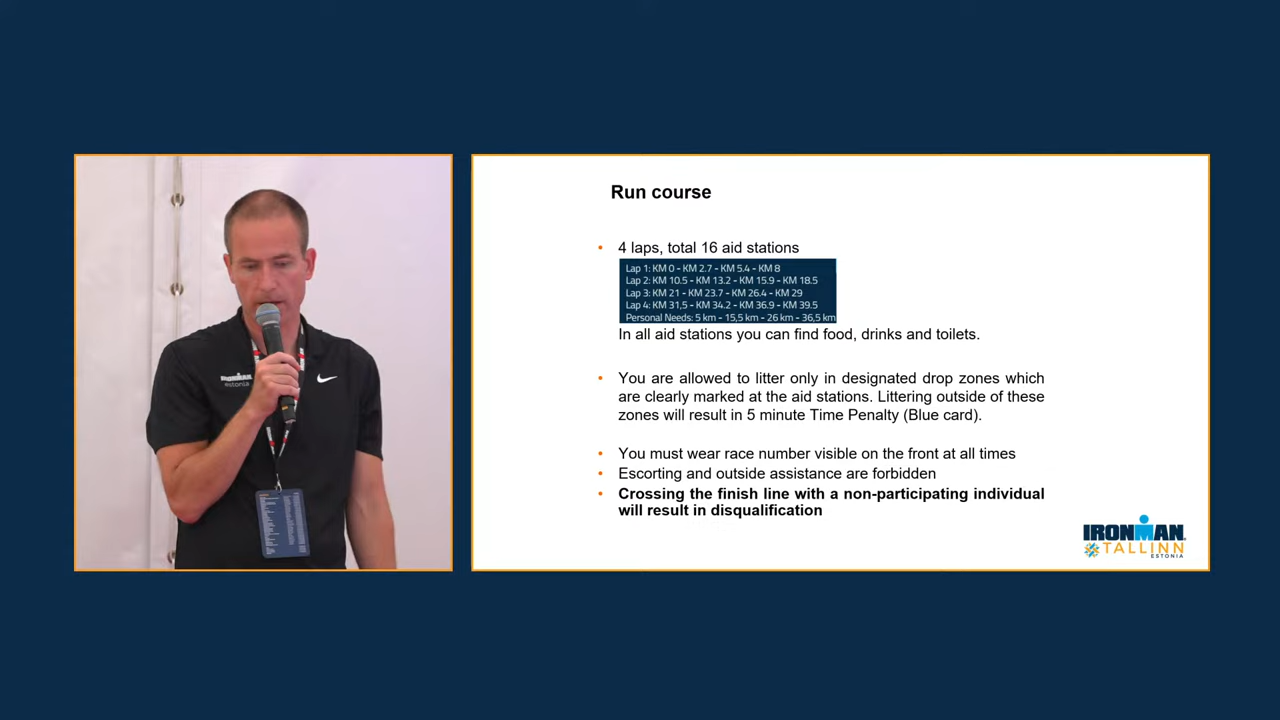 Run course
• 4 laps, total 16 aid stations
Lap 1: KM 0 - KM 2.7 - KM 5.4 - KM 8
Lap 2: KM 10.5 - KM 13.2 - KM 15.9 - KM 18.5
Lap 3: KM 21 - KM 23.7 - KM 26.4 - KM 29
Lap 4: KM 31,5 - KM 34.2 - KM 36.9 - KM 39.5
Personal Needs: 5 km - 15,5 km - 26 km - 36,5 km
In all aid stations you can find food, drinks and toilets.
• You are allowed to litter only in designated drop zones which
are clearly marked at the aid stations. Littering outside of these
zones will result in 5 minute Time Penalty (Blue card).
• You must wear race number visible on the front at all times
• Escorting and outside assistance are forbidden
• Crossing the finish line with a non-participating individual
will result in disqualification
IRONMAN
TALLINN
ESTONIA
IRONMAN
estonia